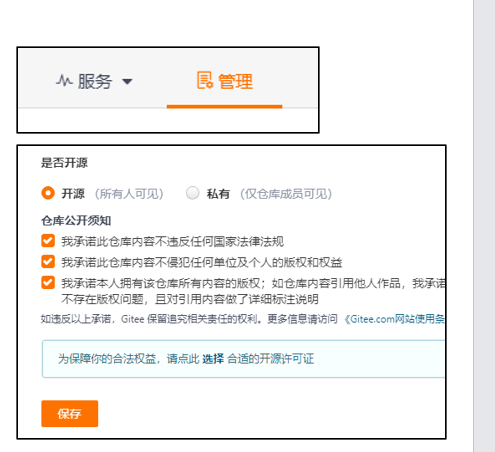 服务
管理
是否开源
开源 （所有人可见） 私有 （仅仓库成员可见）
仓库公开须知
我承诺此仓库内容不违反任何国家法律法规
我承诺此仓库内容不侵犯任何单位及个人的版权和权益
我承诺本人拥有该仓库所有内容的版权；如仓库内容引用他人作品，我承诺
不存在版权问题，且对引用内容做了详细标注说明
如违反以上承诺，Gitee 保留追究相关责任的权利。更多信息请访问 《Gitee.com网站使用条
为保障你的合法权益，请点此 选择 合适的开源许可证
保存